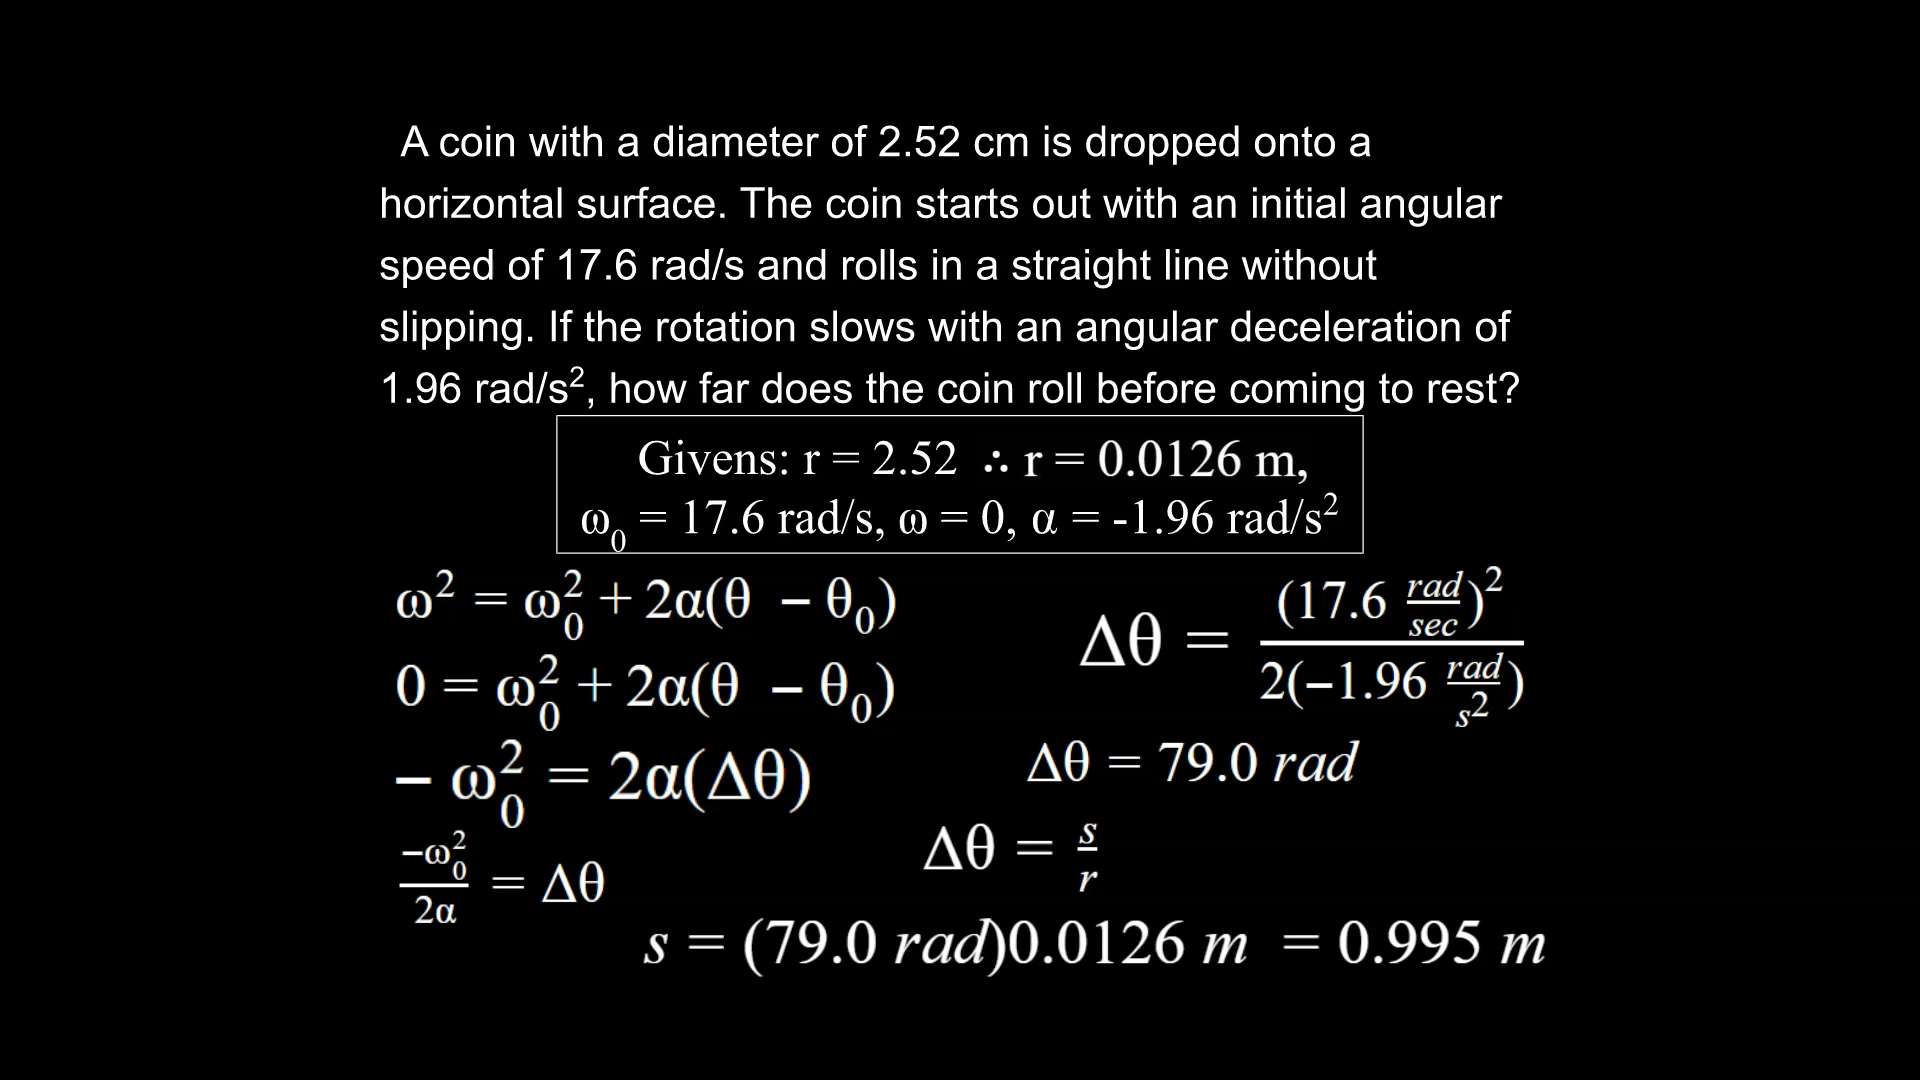 A coin with a diameter of 2.52 cm is dropped onto a
horizontal surface. The coin starts out with an initial angular
speed of 17.6 rad/s and rolls in a straight line without
slipping. If the rotation slows with an angular deceleration of
1.96 rad/s², how far does the coin roll before coming to rest?
Givens: r = 2.52 ∴ r = 0.0126 m,
ω₀ = 17.6 rad/s, ω = 0, α = -1.96 rad/s²
ω² = ω₀² + 2α(θ – θ₀)
0 = ω₀² + 2α(θ – θ₀)
– ω₀² = 2α(Δθ)
–ω₀² / 2α = Δθ
Δθ = (17.6 rad/sec)² / 2(–1.96 rad/s²)
Δθ = 79.0 rad
Δθ = s/r
s = (79.0 rad)0.0126 m = 0.995 m